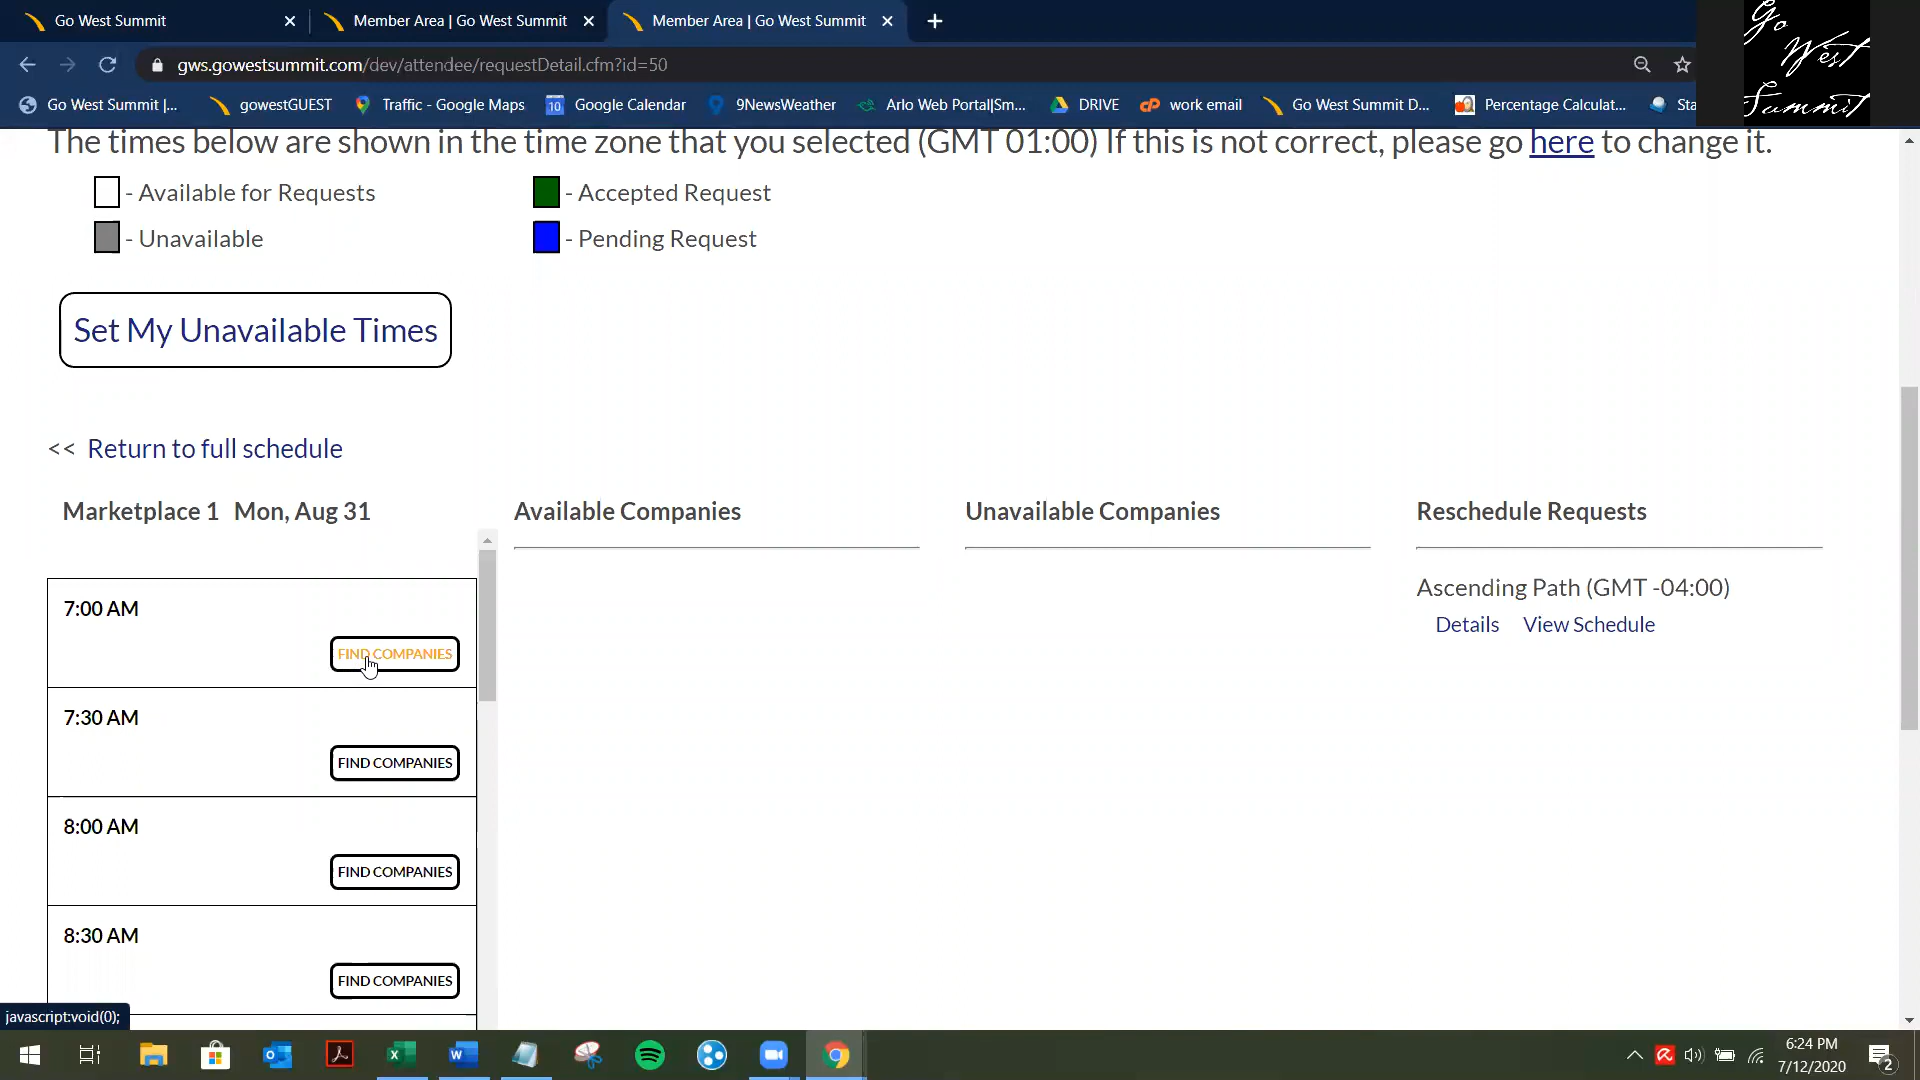 Go West Summit
Member Area | Go West Summit
Member Area | Go West Summit
gws.gowestsummit.com/dev/attendee/requestDetail.cfm?id=50
Go West Summit
Go West Summit |...
gowestGUEST
Traffic - Google Maps
10
Google Calendar
9NewsWeather
Arlo Web Portal|Sm...
DRIVE
work email
Go West Summit D...
Percentage Calculat...
Sta
The times below are shown in the time zone that you selected (GMT 01:00) If this is not correct, please go here to change it.
- Available for Requests
- Accepted Request
- Unavailable
- Pending Request
Set My Unavailable Times
<< Return to full schedule
Marketplace 1 Mon, Aug 31
Available Companies
Unavailable Companies
Reschedule Requests
7:00 AM
FIND COMPANIES
Ascending Path (GMT -04:00)
Details View Schedule
7:30 AM
FIND COMPANIES
8:00 AM
FIND COMPANIES
8:30 AM
FIND COMPANIES
javascript:void(0);
6:24 PM
7/12/2020
2